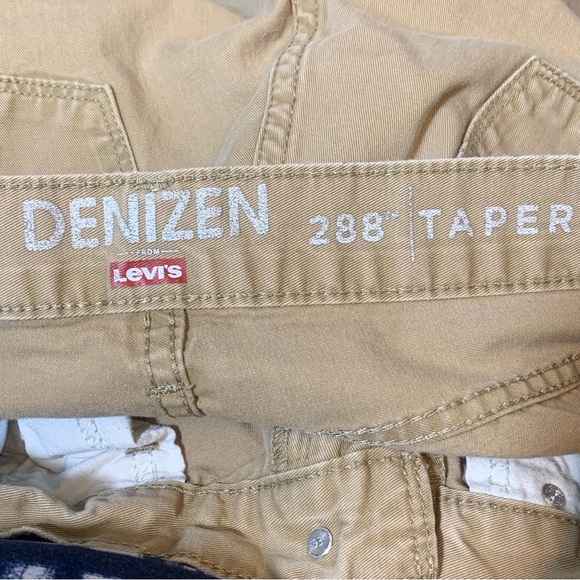 DENIZEN
FROM
Levi's
288™ | TAPER